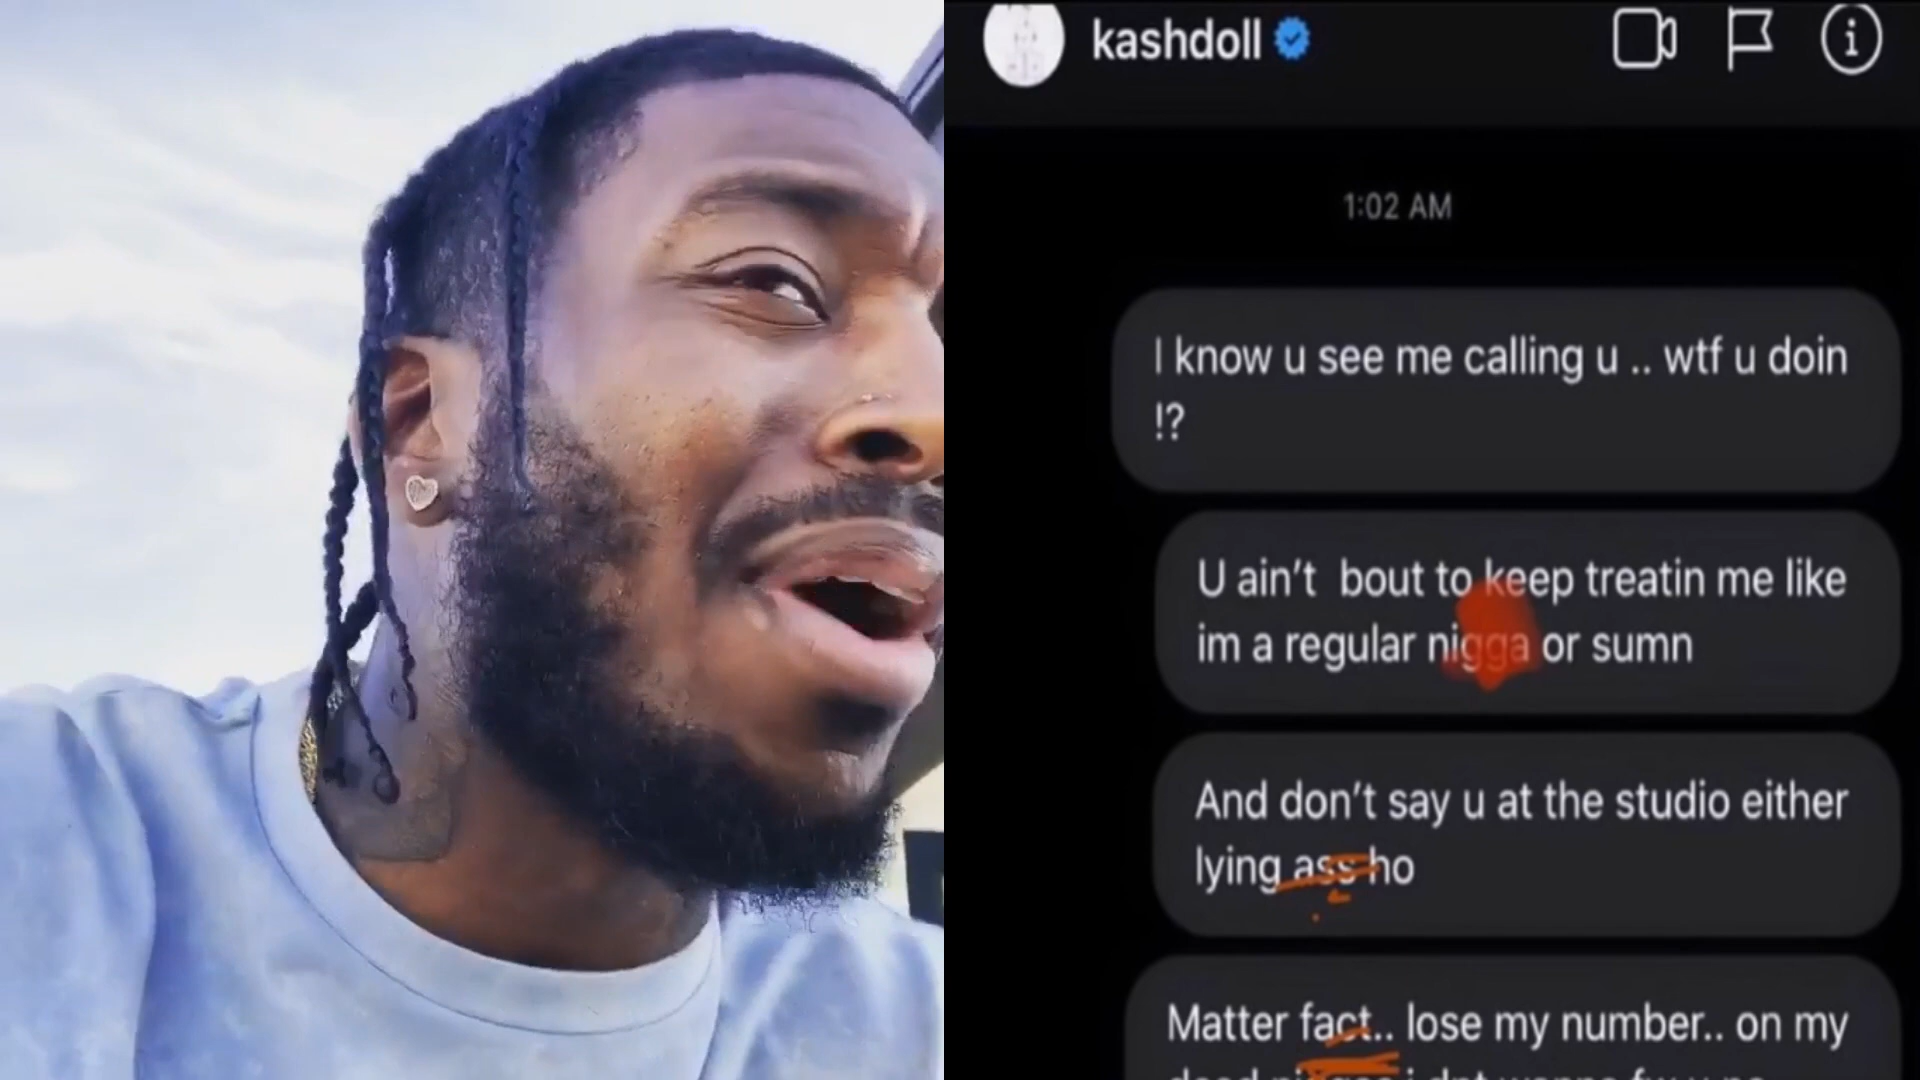 kashdoll
1:02 AM
I know u see me calling u .. wtf u doin
!?
U ain't bout to keep treatin me like
im a regular nigga or sumn
And don't say u at the studio either
lying ass ho
Matter fact.. lose my number.. on my